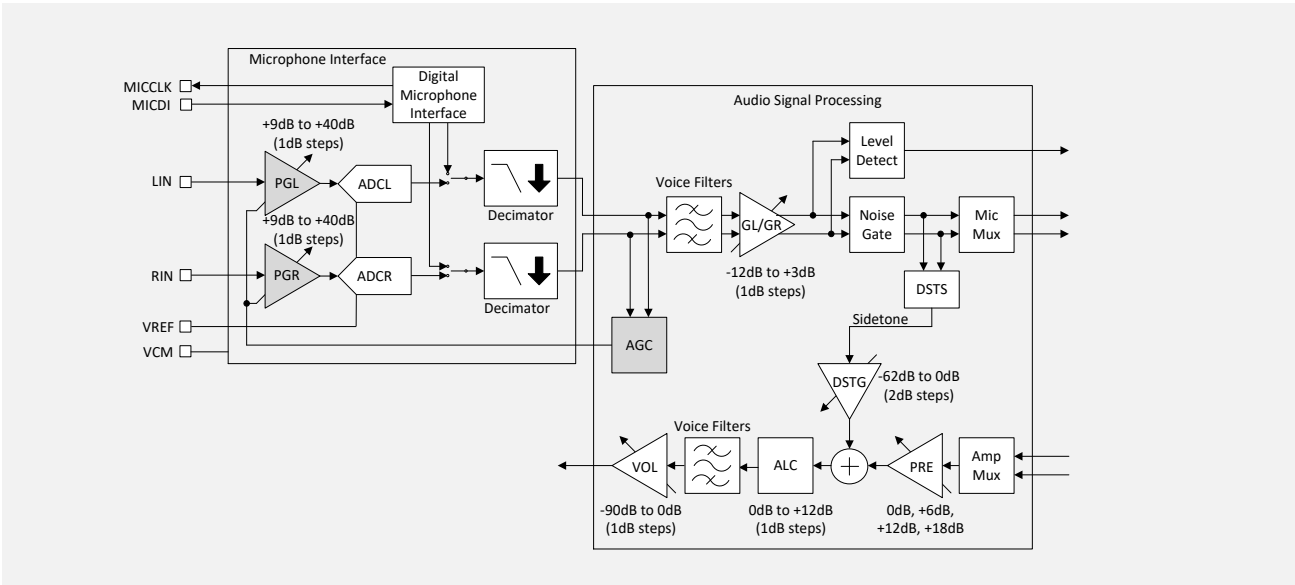 Microphone Interface
MICCLK
MICDI
Digital
Microphone
Interface
Audio Signal Processing
+9dB to +40dB
(1dB steps)
Level
Detect
LIN
PGL
ADCL
Decimator
Voice Filters
GL/GR
Noise
Gate
Mic
Mux
+9dB to +40dB
(1dB steps)
-12dB to +3dB
(1dB steps)
RIN
PGR
ADCR
Decimator
DSTS
VREF
VCM
AGC
Sidetone
DSTG
-62dB to 0dB
(2dB steps)
Voice Filters
VOL
ALC
PRE
Amp
Mux
-90dB to 0dB
(1dB steps)
0dB to +12dB
(1dB steps)
0dB, +6dB,
+12dB, +18dB